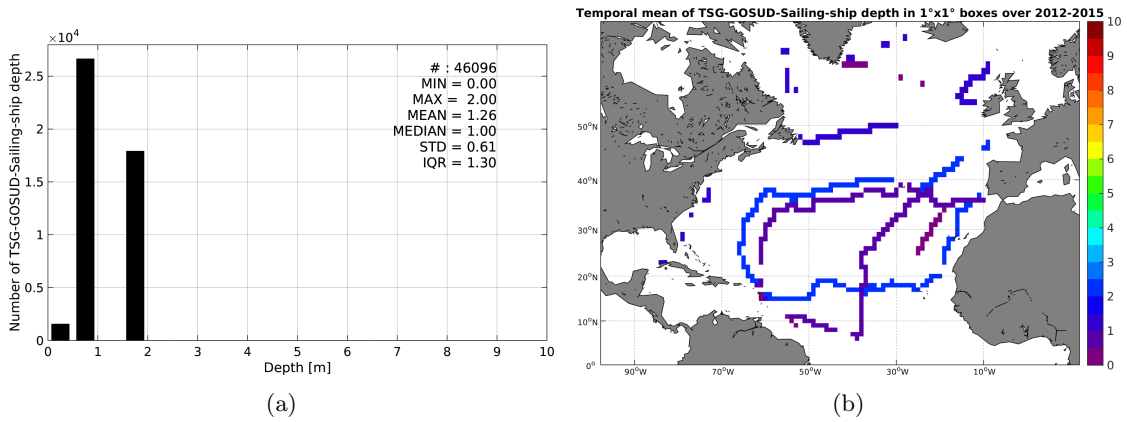 ×10⁴
Number of TSG-GOSUD-Sailing-ship depth
2.5
2
1.5
1
0.5
0
# : 46096
MIN = 0.00
MAX = 2.00
MEAN = 1.26
MEDIAN = 1.00
STD = 0.61
IQR = 1.30
0 1 2 3 4 5 6 7 8 9 10
Depth [m]
(a)
Temporal mean of TSG-GOSUD-Sailing-ship depth in 1°x1° boxes over 2012-2015
50°N
40°N
30°N
20°N
10°N
0°
90°W 70°W 50°W 30°W 10°W
10
9
8
7
6
5
4
3
2
1
0
(b)